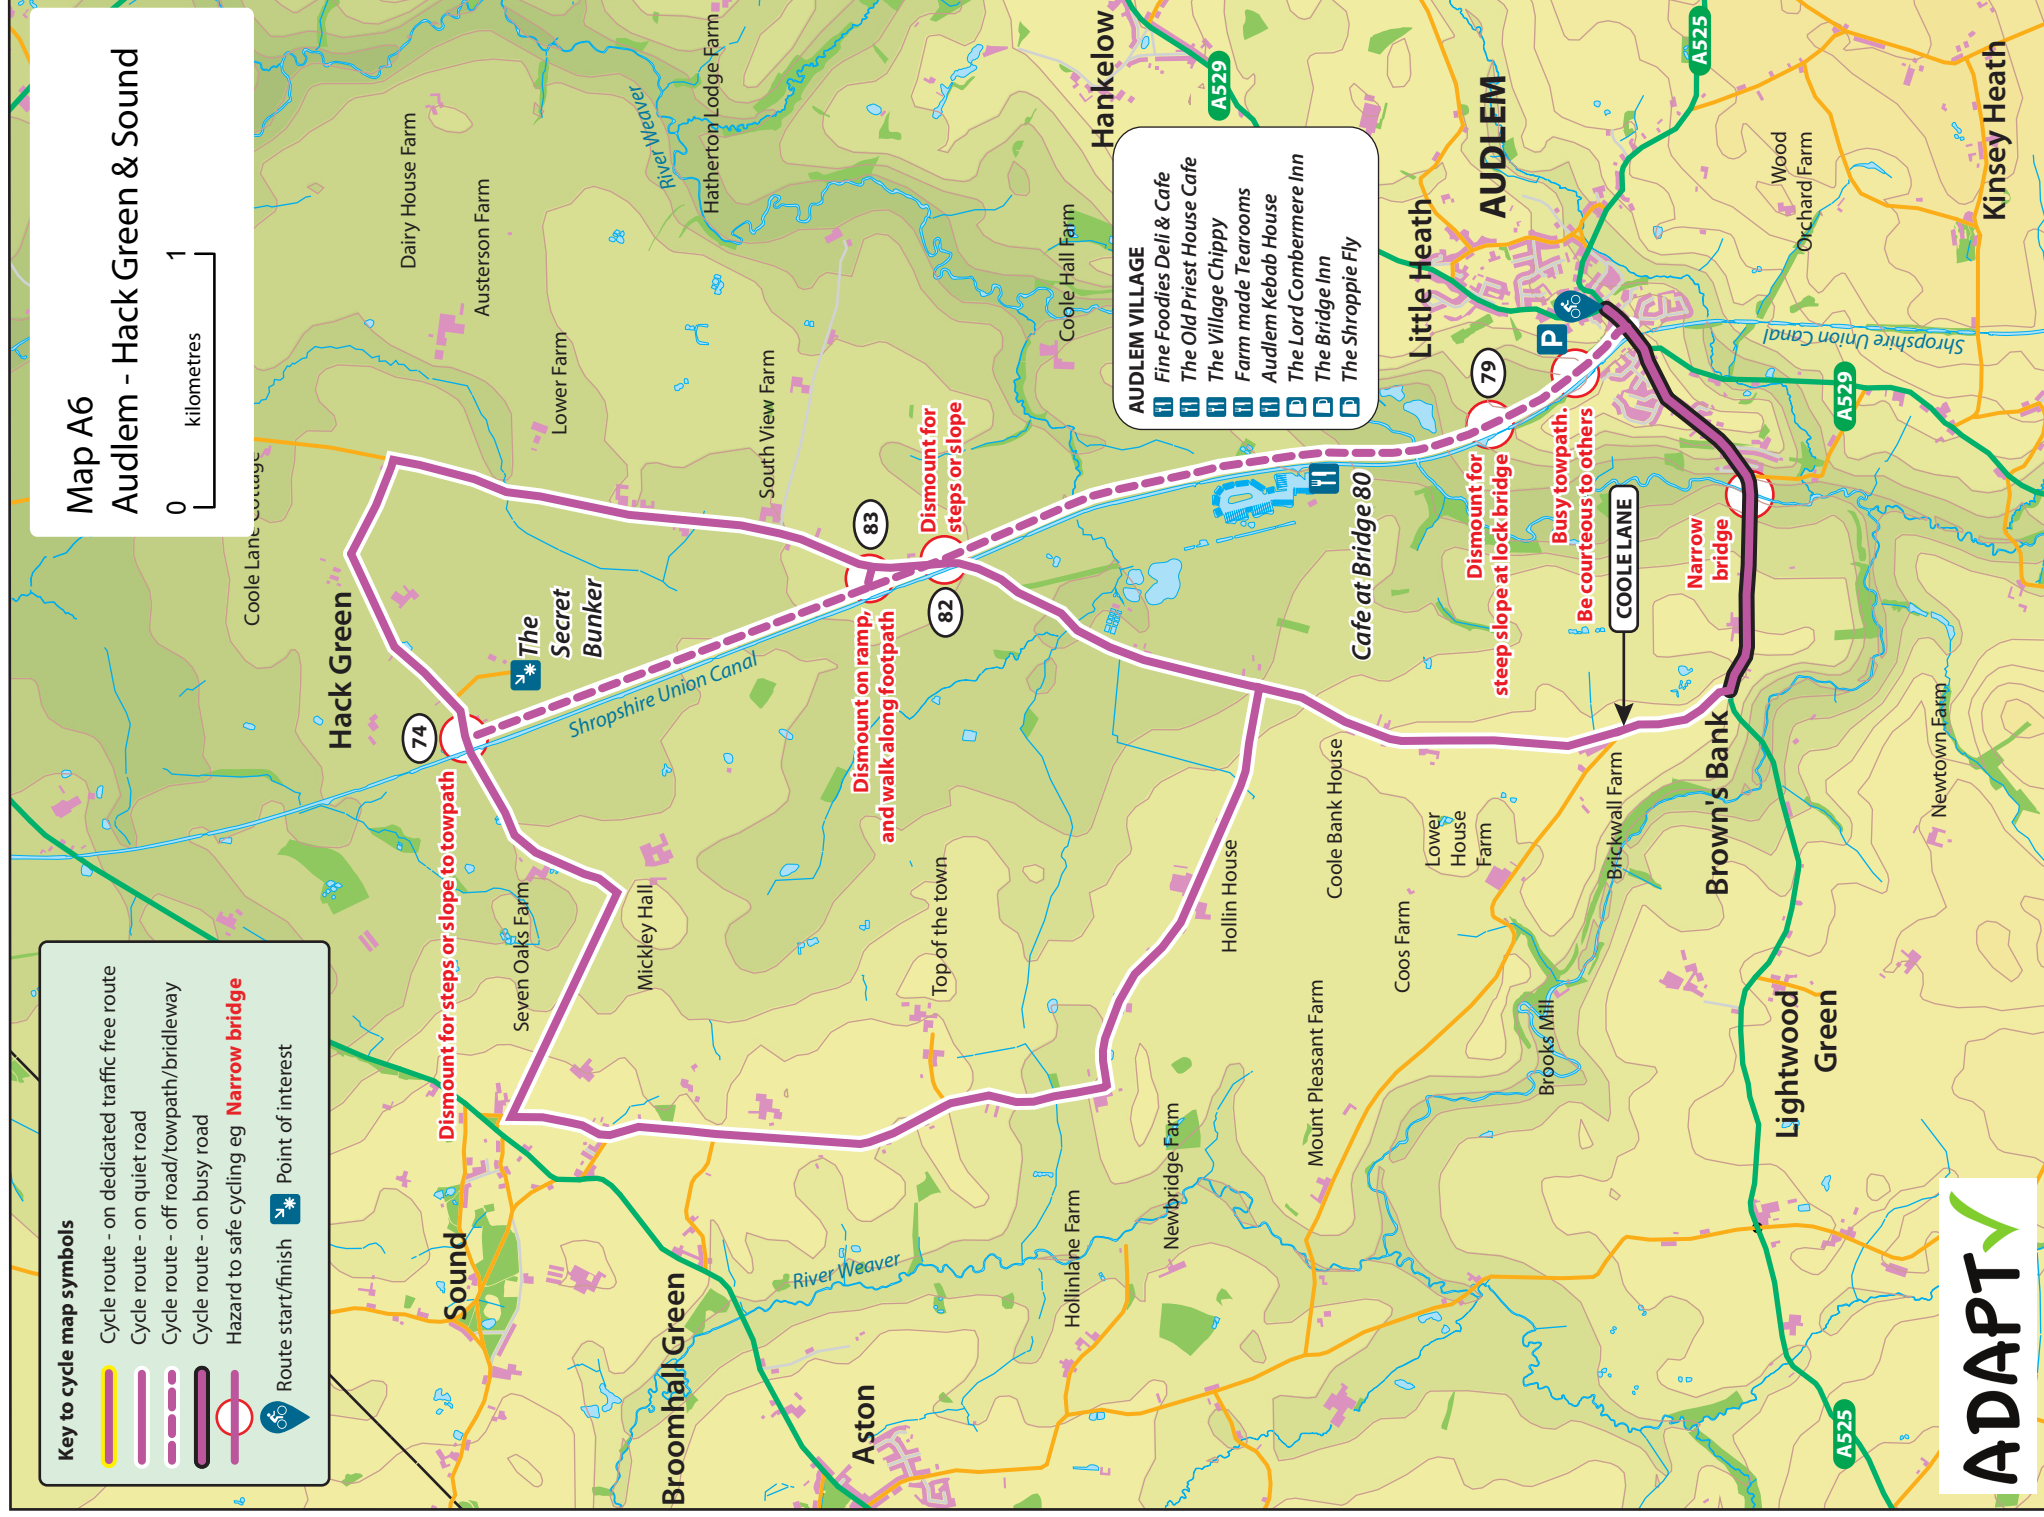 Map A6
Audlem - Hack Green & Sound
0
1
kilometres
Key to cycle map symbols
Cycle route - on dedicated traffic free route
Cycle route - on quiet road
Cycle route - off road/towpath/bridleway
Cycle route - on busy road
Hazard to safe cycling eg Narrow bridge
Route start/finish
Point of interest
Coole Lane Cottage
Dairy House Farm
Austerson Farm
Lower Farm
River Weaver
Hatherton Lodge Farm
South View Farm
Hack Green
74
The
Secret
Bunker
Shropshire Union Canal
Dismount for steps or slope to towpath
Seven Oaks Farm
Mickley Hall
Sound
Broomhall Green
Aston
River Weaver
83
Dismount on ramp,
and walk along footpath
82
Dismount for
steps or slope
Top of the town
Coole Hall Farm
Hankelow
A529
AUDLEM VILLAGE
Fine Foodies Deli & Cafe
The Old Priest House Cafe
The Village Chippy
Farm made Tearooms
Audlem Kebab House
The Lord Combermere Inn
The Bridge Inn
The Shroppie Fly
Hollinlane Farm
Newbridge Farm
Hollin House
Mount Pleasant Farm
Coole Bank House
Cafe at Bridge 80
Coos Farm
Lower
House
Farm
Little Heath
AUDLEM
79
Dismount for
steep slope at lock bridge
P
Busy towpath.
Be courteous to others
COOLE LANE
Brooks Mill
Brickwall Farm
Narrow
bridge
Brown's Bank
A525
Wood
Orchard Farm
Shropshire Union Canal
A529
Lightwood
Green
A525
Newtown Farm
Kinsey Heath
ADAPT